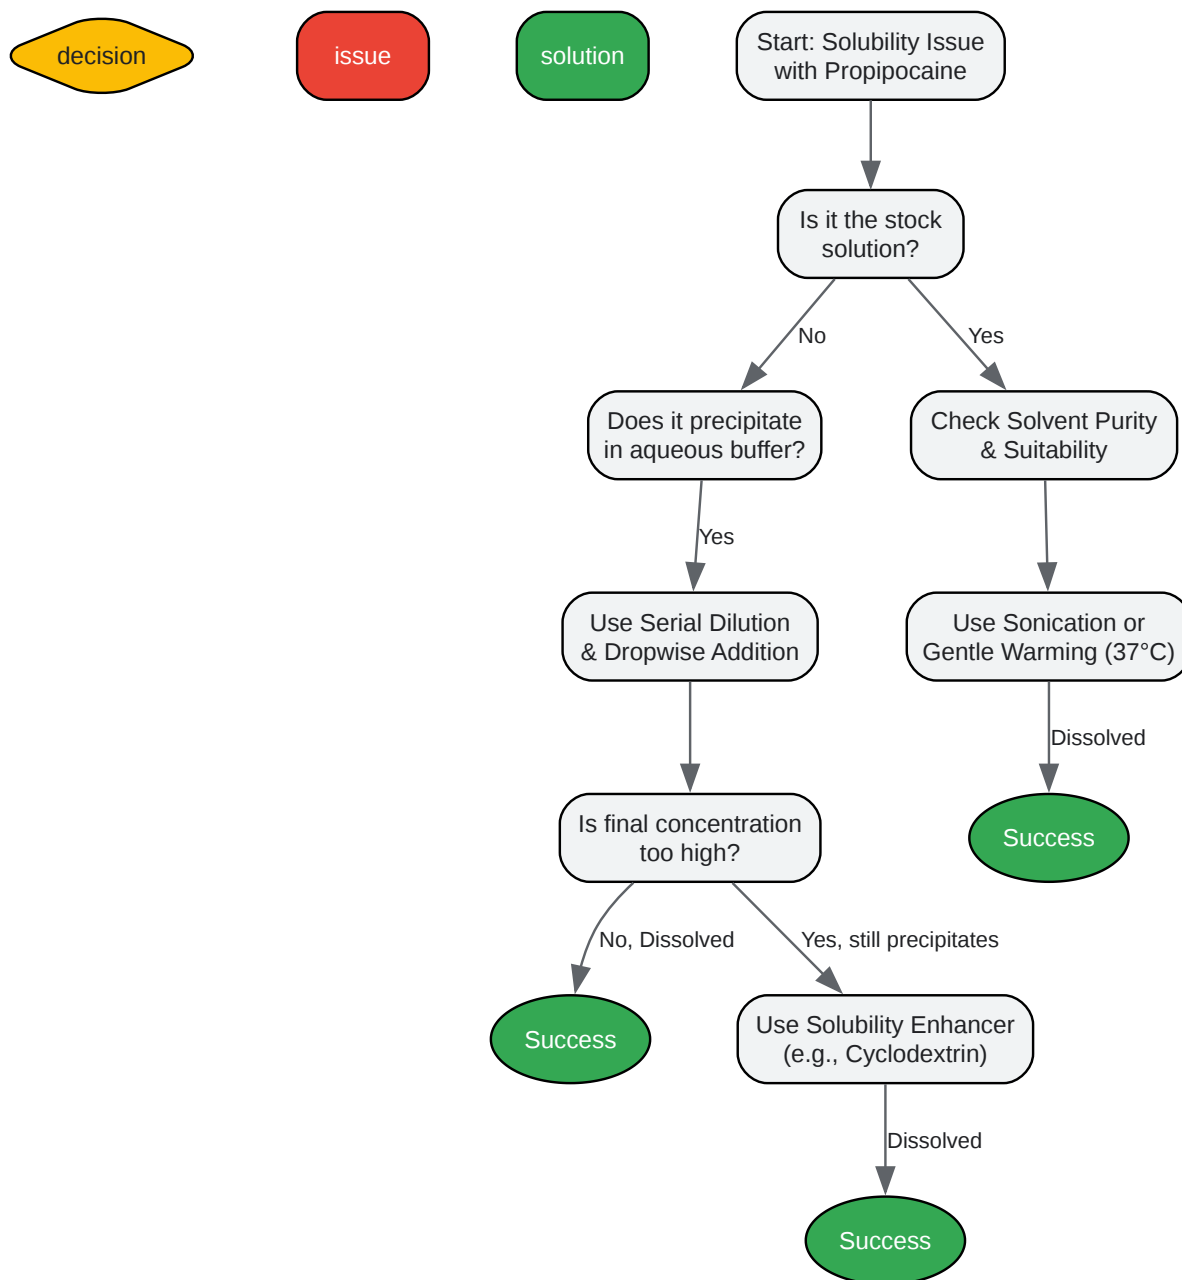 decision
issue
solution
Start: Solubility Issue
with Propipocaine
Is it the stock
solution?
No
Yes
Does it precipitate
in aqueous buffer?
Check Solvent Purity
& Suitability
Yes
Use Serial Dilution
& Dropwise Addition
Use Sonication or
Gentle Warming (37°C)
Dissolved
Is final concentration
too high?
Success
No, Dissolved
Yes, still precipitates
Success
Use Solubility Enhancer
(e.g., Cyclodextrin)
Dissolved
Success